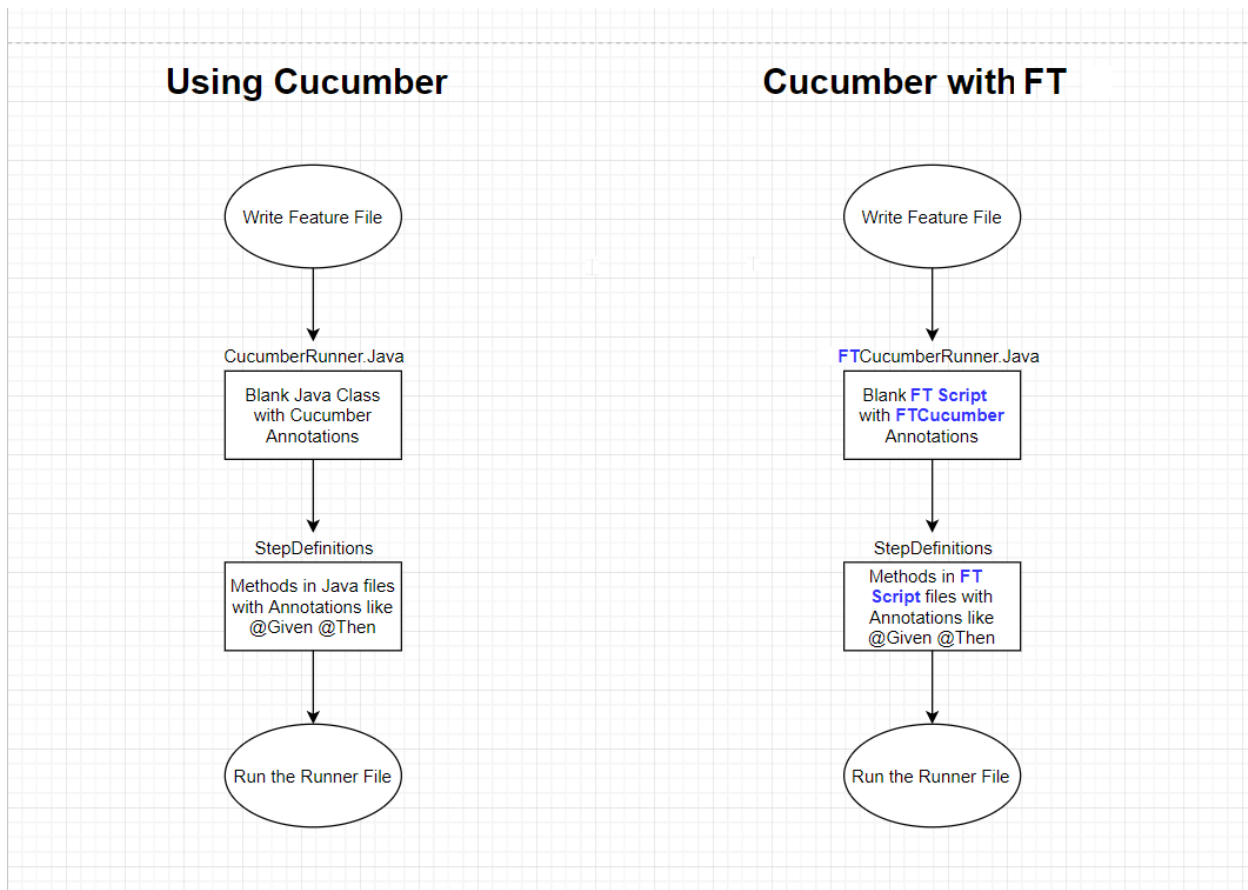 Using Cucumber
Write Feature File
CucumberRunner.Java
Blank Java Class
with Cucumber
Annotations
StepDefinitions
Methods in Java files
with Annotations like
@Given @Then
Run the Runner File
Cucumber with FT
Write Feature File
FTCucumberRunner.Java
Blank FT Script
with FTCucumber
Annotations
StepDefinitions
Methods in FT
Script files with
Annotations like
@Given @Then
Run the Runner File